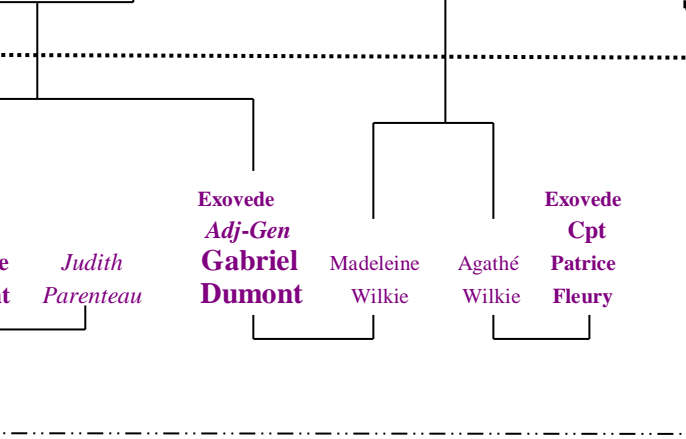 Exovede
Adj-Gen
Gabriel
Dumont
Judith
Parenteau
Madeleine
Wilkie
Agathé
Wilkie
Exovede
Cpt
Patrice
Fleury